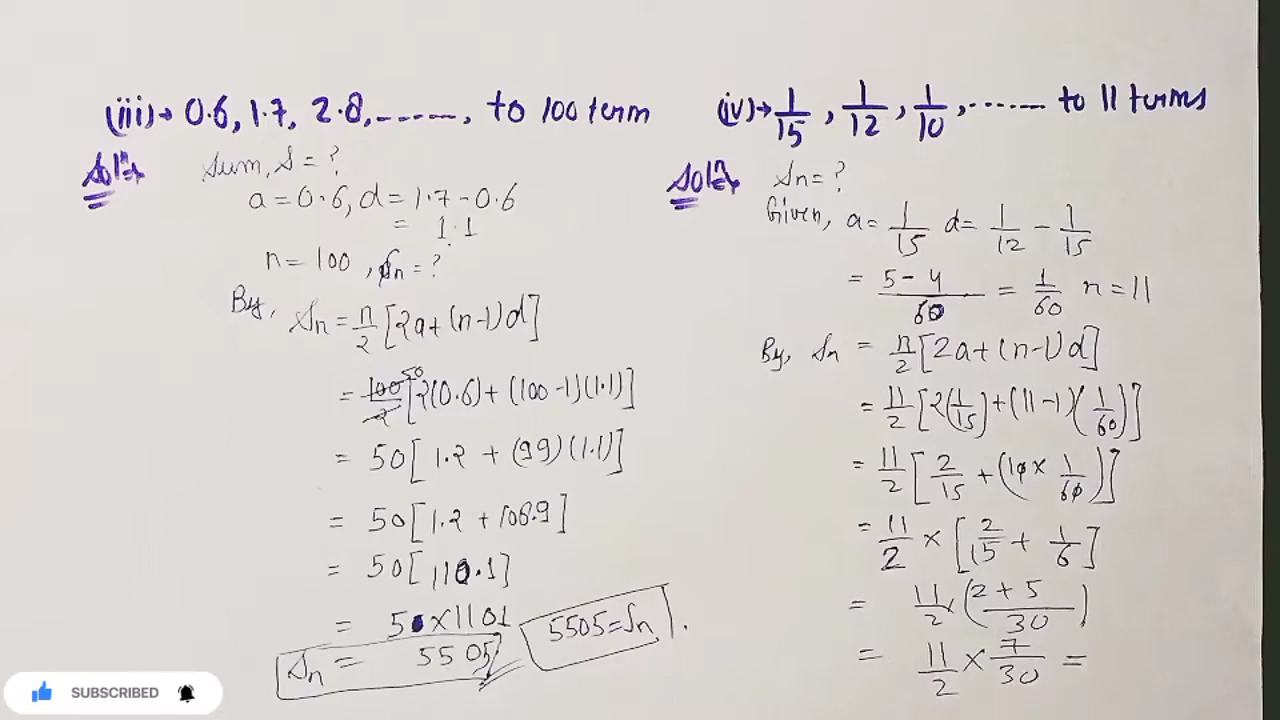 (iii)→ 0.6, 1.7, 2.8, ------, to 100 term
Solⁿ
Sum, S = ?
a = 0.6, d = 1.7 - 0.6
= 1.1
n = 100, Sn = ?
By, Sn = n/2 [2a + (n-1)d]
= 100/2 50 [2(0.6) + (100-1)(1.1)]
= 50[1.2 + (99)(1.1)]
= 50[1.2 + 108.9]
= 50[110.1]
= 5 × 1101
Sn = 5505
5505 = Sn
(iv)→ 1/15, 1/12, 1/10, ------ to 11 terms
Solⁿ
Sn = ?
Given, a = 1/15 d = 1/12 - 1/15
= 5-4/60 = 1/60 n = 11
By, Sn = n/2 [2a + (n-1)d]
= 11/2 [2(1/15) + (11-1)(1/60)]
= 11/2 [2/15 + (10 × 1/60)]
= 11/2 × [2/15 + 1/6]
= 11/2 × (2+5/30)
= 11/2 × 7/30 =
SUBSCRIBED